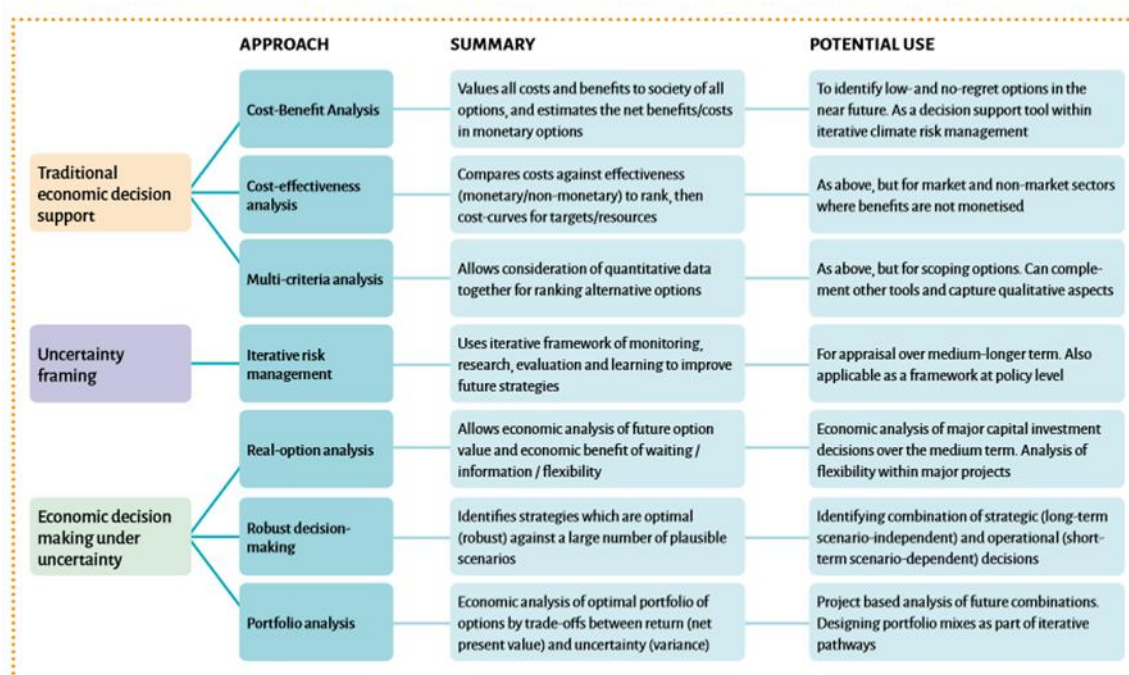 APPROACH
SUMMARY
POTENTIAL USE
Traditional
economic decision
support
Cost-Benefit Analysis
Values all costs and benefits to society of all
options, and estimates the net benefits/costs
in monetary options
To identify low- and no-regret options in the
near future. As a decision support tool within
iterative climate risk management
Cost-effectiveness
analysis
Compares costs against effectiveness
(monetary/non-monetary) to rank, then
cost-curves for targets/resources
As above, but for market and non-market sectors
where benefits are not monetised
Multi-criteria analysis
Allows consideration of quantitative data
together for ranking alternative options
As above, but for scoping options. Can comple-
ment other tools and capture qualitative aspects
Uncertainty
framing
Iterative risk
management
Uses iterative framework of monitoring,
research, evaluation and learning to improve
future strategies
For appraisal over medium-longer term. Also
applicable as a framework at policy level
Economic decision
making under
uncertainty
Real-option analysis
Allows economic analysis of future option
value and economic benefit of waiting /
information / flexibility
Economic analysis of major capital investment
decisions over the medium term. Analysis of
flexibility within major projects
Robust decision-
making
Identifies strategies which are optimal
(robust) against a large number of plausible
scenarios
Identifying combination of strategic (long-term
scenario-independent) and operational (short-
term scenario-dependent) decisions
Portfolio analysis
Economic analysis of optimal portfolio of
options by trade-offs between return (net
present value) and uncertainty (variance)
Project based analysis of future combinations.
Designing portfolio mixes as part of iterative
pathways